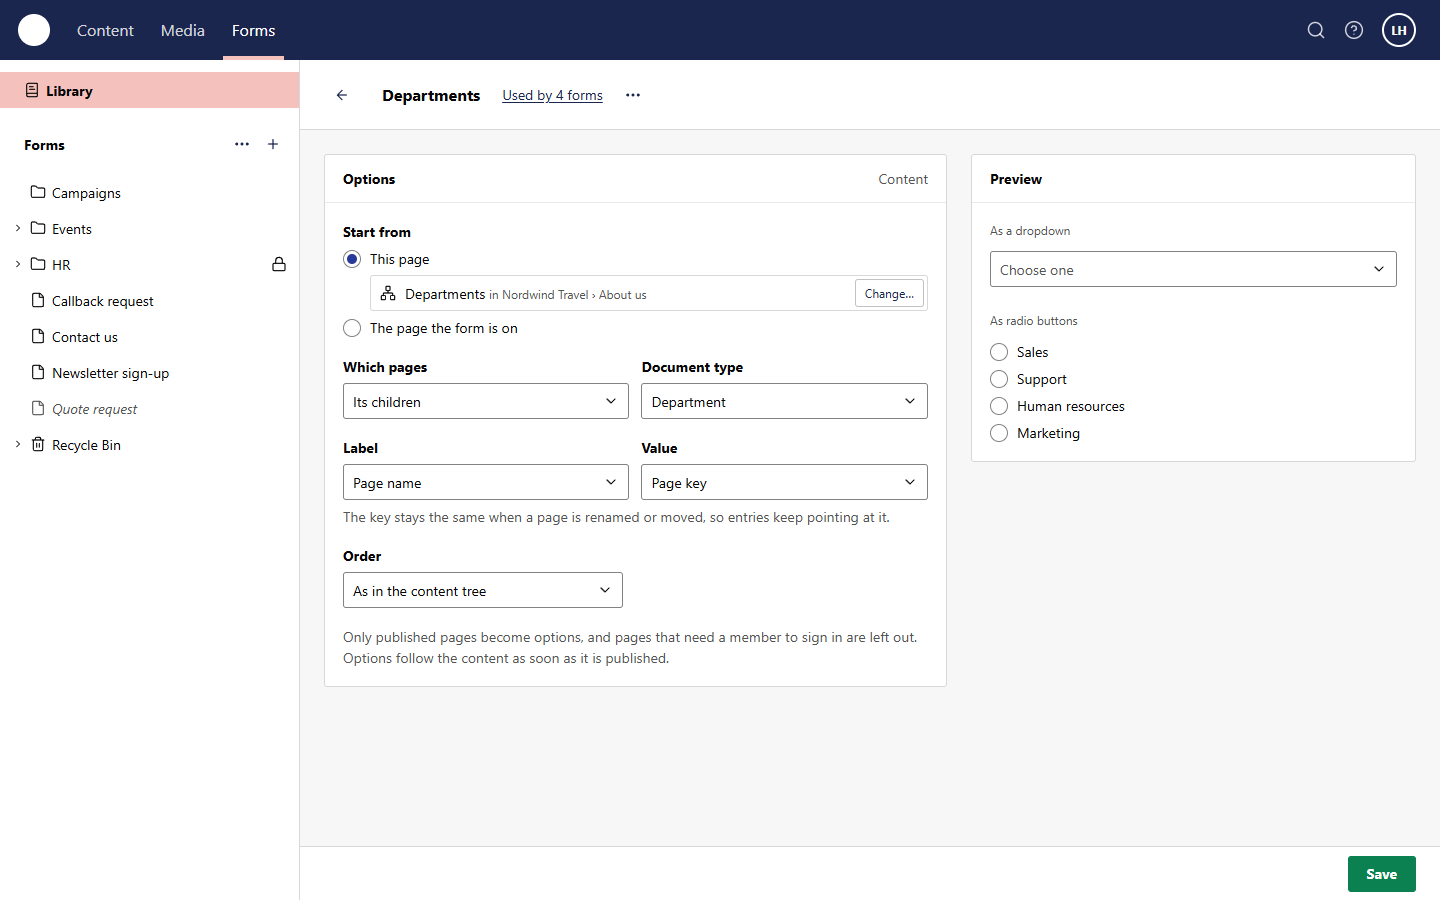 Content Media Forms
LH
Library
Forms
Campaigns
Events
HR
Callback request
Contact us
Newsletter sign-up
Quote request
Recycle Bin
Departments Used by 4 forms
Options Content
Start from
This page
Departments in Nordwind Travel › About us Change...
The page the form is on
Which pages Document type
Its children Department
Label Value
Page name Page key
The key stays the same when a page is renamed or moved, so entries keep pointing at it.
Order
As in the content tree
Only published pages become options, and pages that need a member to sign in are left out.
Options follow the content as soon as it is published.
Preview
As a dropdown
Choose one
As radio buttons
Sales
Support
Human resources
Marketing
Save